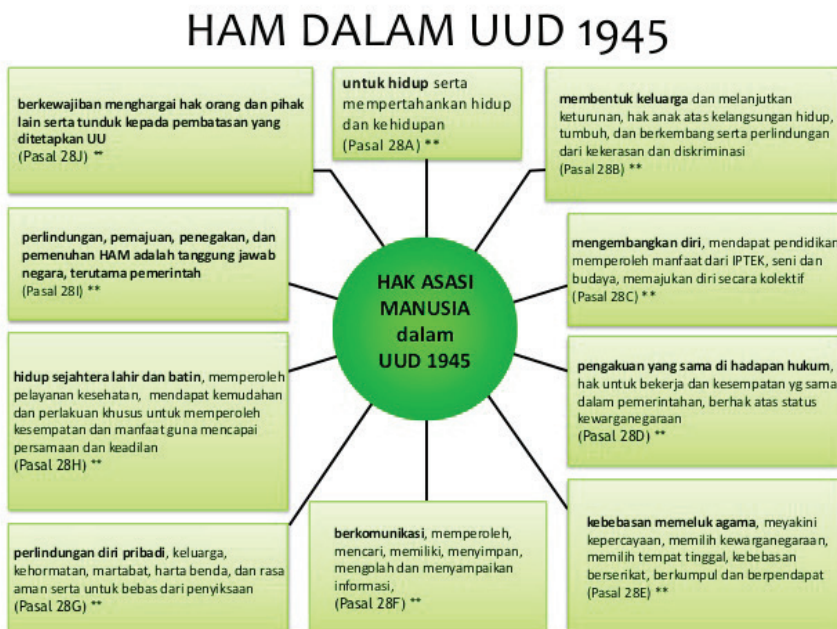 HAM DALAM UUD 1945
berkewajiban menghargai hak orang dan pihak
lain serta tunduk kepada pembatasan yang
ditetapkan UU
(Pasal 28J) **
untuk hidup serta
mempertahankan hidup
dan kehidupan
(Pasal 28A) **
membentuk keluarga dan melanjutkan
keturunan, hak anak atas kelangsungan hidup,
tumbuh, dan berkembang serta perlindungan
dari kekerasan dan diskriminasi
(Pasal 28B) **
perlindungan, pemajuan, penegakan, dan
pemenuhan HAM adalah tanggung jawab
negara, terutama pemerintah
(Pasal 28I) **
HAK ASASI
MANUSIA
dalam
UUD 1945
mengembangkan diri, mendapat pendidikan
memperoleh manfaat dari IPTEK, seni dan
budaya, memajukan diri secara kolektif
(Pasal 28C) **
hidup sejahtera lahir dan batin, memperoleh
pelayanan kesehatan, mendapat kemudahan
dan perlakuan khusus untuk memperoleh
kesempatan dan manfaat guna mencapai
persamaan dan keadilan
(Pasal 28H) **
pengakuan yang sama di hadapan hukum,
hak untuk bekerja dan kesempatan yg sama
dalam pemerintahan, berhak atas status
kewarganegaraan
(Pasal 28D) **
perlindungan diri pribadi, keluarga,
kehormatan, martabat, harta benda, dan rasa
aman serta untuk bebas dari penyiksaan
(Pasal 28G) **
berkomunikasi, memperoleh,
mencari, memiliki, menyimpan,
mengolah dan menyampaikan
informasi,
(Pasal 28F) **
kebebasan memeluk agama, meyakini
kepercayaan, memilih kewarganegaraan,
memilih tempat tinggal, kebebasan
berserikat, berkumpul dan berpendapat
(Pasal 28E) **